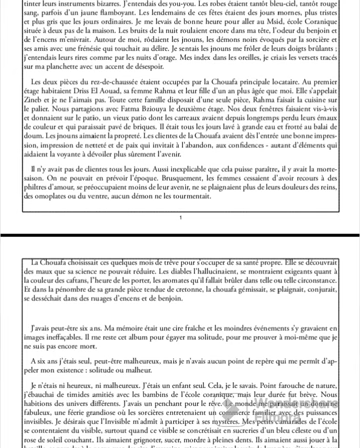 tinter leurs instruments bizarres. J'entendais des you-you. Les robes étaient tantôt bleu-ciel, tantôt rouge
sang, parfois d'un jaune flamboyant. Les lendemains de ces fêtes étaient des jours mornes, plus tristes
et plus gris que les jours ordinaires. Je me levais de bonne heure pour aller au Msid, école Coranique
située à deux pas de la maison. Les bruits de la nuit roulaient encore dans ma tête, l'odeur du benjoin et
de l'encens m'enivrait. Autour de moi, rôdaient les jnouns, les démons noirs évoqués par la sorcière et
ses amis avec une frénésie qui touchait au délire. Je sentais les jnouns me frôler de leurs doigts brûlants ;
j'entendais leurs rires comme par les nuits d'orage. Mes index dans les oreilles, je criais les versets tracés
sur ma planchette avec un accent de désespoir.
Les deux pièces du rez-de-chaussée étaient occupées par la Chouafa principale locataire. Au premier
étage habitaient Driss El Aouad, sa femme Rahma et leur fille d'un an plus âgée que moi. Elle s'appelait
Zineb et je ne l'aimais pas. Toute cette famille disposait d'une seule pièce, Rahma faisait la cuisine sur
le palier. Nous partagions avec Fatma Bziouya le deuxième étage. Nos deux fenêtres faisaient vis-à-vis
et donnaient sur le patio, un vieux patio dont les carreaux avaient depuis longtemps perdu leurs émaux
de couleur et qui paraissait pavé de briques. Il était tous les jours lavé à grande eau et frotté au balai de
doum. Les jnouns aimaient la propreté. Les clientes de la Chouafa avaient dès l'entrée une bonne impres-
sion, impression de netteté et de paix qui invitait à l'abandon, aux confidences - autant d'éléments qui
aidaient la voyante à dévoiler plus sûrement l'avenir.
Il n'y avait pas de clientes tous les jours. Aussi inexplicable que cela puisse paraître, il y avait la morte-
saison. On ne pouvait en prévoir l'époque. Brusquement, les femmes cessaient d'avoir recours à des
philtres d'amour, se préoccupaient moins de leur avenir, ne se plaignaient plus de leurs douleurs des reins,
des omoplates ou du ventre, aucun démon ne les tourmentait.
1
La Chouafa choisissait ces quelques mois de trêve pour s'occuper de sa santé propre. Elle se découvrait
des maux que sa science ne pouvait réduire. Les diables l'hallucinaient, se montraient exigeants quant à
la couleur des caftans, l'heure de les porter, les aromates qu'il fallait brûler dans telle ou telle circonstance.
Et dans la pénombre de sa grande pièce tendue de cretonne, la chouafa gémissait, se plaignait, conjurait,
se desséchait dans des nuages d'encens et de benjoin.
J'avais peut-être six ans. Ma mémoire était une cire fraîche et les moindres événements s'y gravaient en
images ineffaçables. Il me reste cet album pour égayer ma solitude, pour me prouver à moi-même que je
ne suis pas encore mort.
A six ans j'étais seul, peut-être malheureux, mais je n'avais aucun point de repère qui me permît d'ap-
peler mon existence : solitude ou malheur.
Je n'étais ni heureux, ni malheureux. J'étais un enfant seul. Cela, je le savais. Point farouche de nature,
j'ébauchai de timides amitiés avec les bambins de l'école coranique, mais leur durée fut brève. Nous
habitions des univers différents. J'avais un penchant pour le rêve. Le monde me paraissait un domaine
fabuleux, une féerie grandiose où les sorcières entretenaient un commerce familier avec des puissances
invisibles. Je désirais que l'Invisible m'admît à participer à ses mystères. Mes petits camarades de l'école
se contentaient du visible, surtout quand ce visible se concrétisait en sucreries d'un bleu céleste ou d'un
rose de soleil couchant. Ils aimaient grignoter, sucer, mordre à pleines dents. Ils aimaient aussi jouer à la